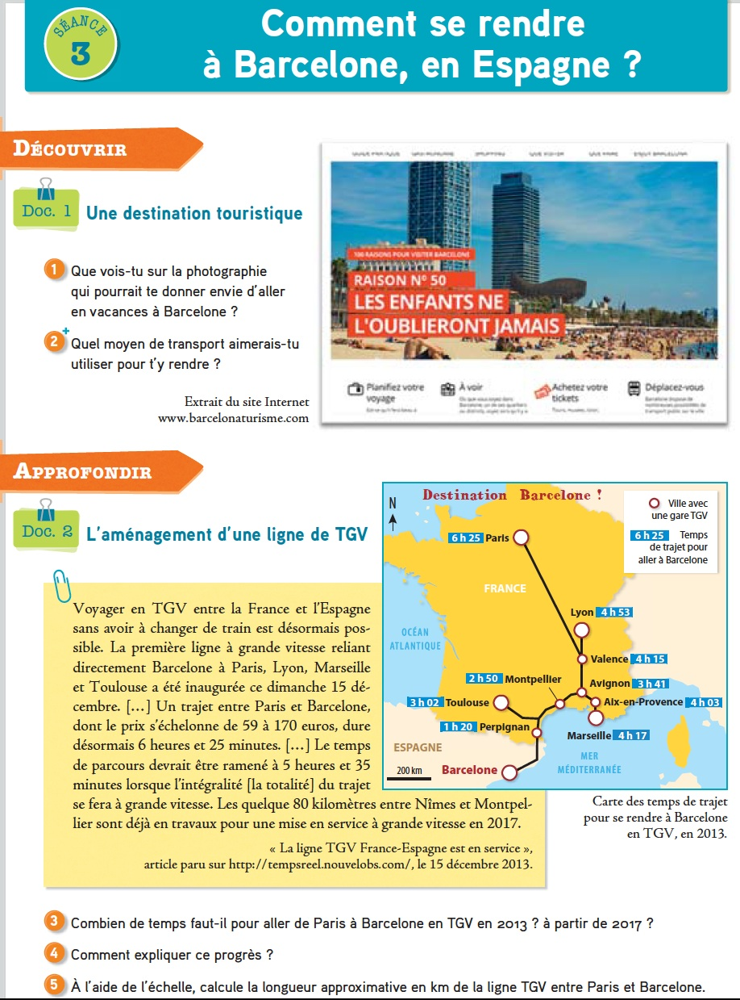 SÉANCE
3
Comment se rendre
à Barcelone, en Espagne ?
DÉCOUVRIR
Doc. 1
Une destination touristique
1 Que vois-tu sur la photographie
qui pourrait te donner envie d'aller
en vacances à Barcelone ?
2+ Quel moyen de transport aimerais-tu
utiliser pour t'y rendre ?
Extrait du site Internet
www.barcelonaturisme.com
100 RAISONS POUR VISITER BARCELONE
RAISON Nº 50
LES ENFANTS NE
L'OUBLIERONT JAMAIS
Planifiez votre
voyage
À voir
Achetez votre
tickets
Déplacez-vous
APPROFONDIR
Doc. 2
L'aménagement d'une ligne de TGV
Voyager en TGV entre la France et l'Espagne
sans avoir à changer de train est désormais pos-
sible. La première ligne à grande vitesse reliant
directement Barcelone à Paris, Lyon, Marseille
et Toulouse a été inaugurée ce dimanche 15 dé-
cembre. […] Un trajet entre Paris et Barcelone,
dont le prix s'échelonne de 59 à 170 euros, dure
désormais 6 heures et 25 minutes. […] Le temps
de parcours devrait être ramené à 5 heures et 35
minutes lorsque l'intégralité [la totalité] du trajet
se fera à grande vitesse. Les quelque 80 kilomètres entre Nîmes et Montpel-
lier sont déjà en travaux pour une mise en service à grande vitesse en 2017.
« La ligne TGV France-Espagne est en service »,
article paru sur http://tempsreel.nouvelobs.com/, le 15 décembre 2013.
Destination Barcelone !
N
Ville avec
une gare TGV
6 h 25 Temps
de trajet pour
aller à Barcelone
6 h 25 Paris
FRANCE
Lyon 4 h 53
OCÉAN
ATLANTIQUE
Valence 4 h 15
2 h 50 Montpellier
Avignon 3 h 41
3 h 02 Toulouse
Aix-en-Provence 4 h 03
1 h 20 Perpignan
Marseille 4 h 17
ESPAGNE
MER
MÉDITERRANÉE
200 km
Barcelone
Carte des temps de trajet
pour se rendre à Barcelone
en TGV, en 2013.
3 Combien de temps faut-il pour aller de Paris à Barcelone en TGV en 2013 ? à partir de 2017 ?
4 Comment expliquer ce progrès ?
5 À l'aide de l'échelle, calcule la longueur approximative en km de la ligne TGV entre Paris et Barcelone.